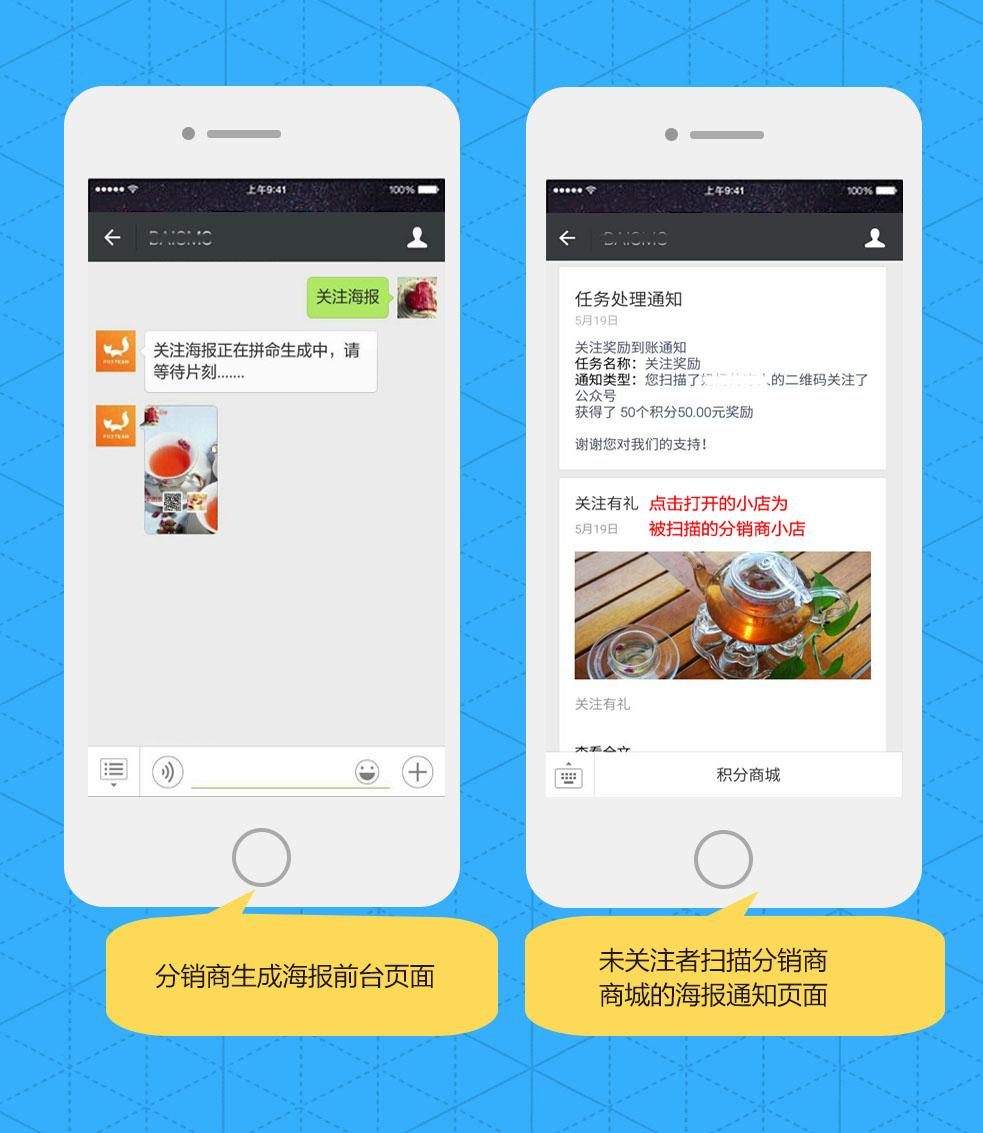 上午9:41
100%
关注海报
关注海报正在拼命生成中，请
等待片刻.......
FOXTEAM
FOXTEAM
分销商生成海报前台页面
上午9:41
100%
任务处理通知
5月19日
关注奖励到账通知
任务名称：关注奖励
通知类型：您扫描了 的二维码关注了
公众号
获得了 50个积分50.00元奖励
谢谢您对我们的支持！
关注有礼
点击打开的小店为
5月19日
被扫描的分销商小店
关注有礼
查看全文
积分商城
未关注者扫描分销商
商城的海报通知页面